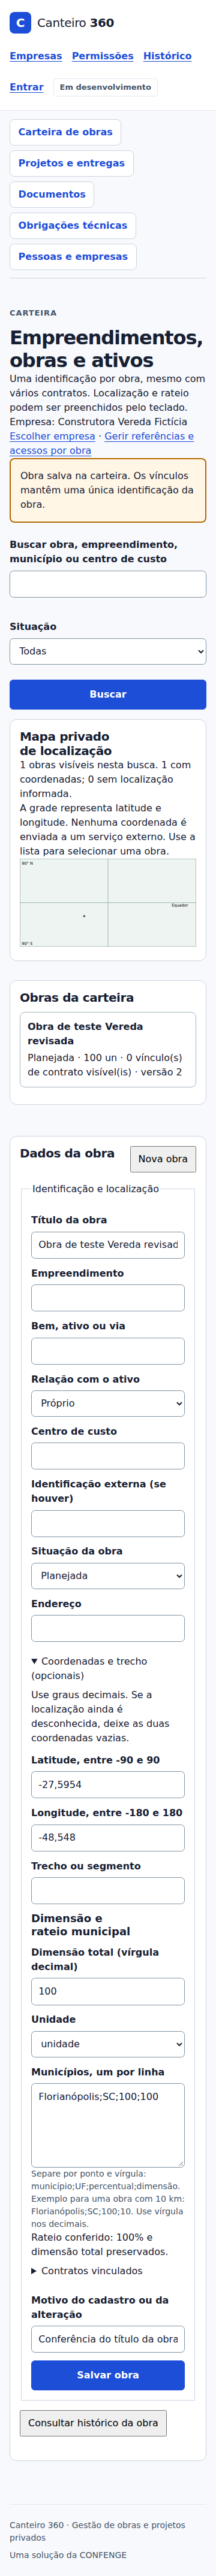 C Canteiro 360
Empresas Permissões Histórico
Entrar Em desenvolvimento
Carteira de obras
Projetos e entregas
Documentos
Obrigações técnicas
Pessoas e empresas
CARTEIRA
Empreendimentos,
obras e ativos
Uma identificação por obra, mesmo com
vários contratos. Localização e rateio
podem ser preenchidos pelo teclado.
Empresa: Construtora Vereda Fictícia
Escolher empresa · Gerir referências e
acessos por obra
Obra salva na carteira. Os vínculos
mantêm uma única identificação da
obra.
Buscar obra, empreendimento,
município ou centro de custo
Situação
Todas
Buscar
Mapa privado
de localização
1 obras visíveis nesta busca. 1 com
coordenadas; 0 sem localização
informada.
A grade representa latitude e
longitude. Nenhuma coordenada é
enviada a um serviço externo. Use a
lista para selecionar uma obra.
90° N
Equador
90° S
Obras da carteira
Obra de teste Vereda
revisada
Planejada · 100 un · 0 vínculo(s)
de contrato visível(is) · versão 2
Dados da obra
Nova obra
Identificação e localização
Título da obra
Obra de teste Vereda revisad
Empreendimento
Bem, ativo ou via
Relação com o ativo
Próprio
Centro de custo
Identificação externa (se
houver)
Situação da obra
Planejada
Endereço
▼ Coordenadas e trecho
(opcionais)
Use graus decimais. Se a
localização ainda é
desconhecida, deixe as duas
coordenadas vazias.
Latitude, entre -90 e 90
-27,5954
Longitude, entre -180 e 180
-48,548
Trecho ou segmento
Dimensão e
rateio municipal
Dimensão total (vírgula
decimal)
100
Unidade
unidade
Municípios, um por linha
Florianópolis;SC;100;100
Separe por ponto e vírgula:
município;UF;percentual;dimensão.
Exemplo para uma obra com 10 km:
Florianópolis;SC;100;10. Use vírgula
nos decimais.
Rateio conferido: 100% e
dimensão total preservados.
▶ Contratos vinculados
Motivo do cadastro ou da
alteração
Conferência do título da obra
Salvar obra
Consultar histórico da obra
Canteiro 360 · Gestão de obras e projetos
privados
Uma solução da CONFENGE